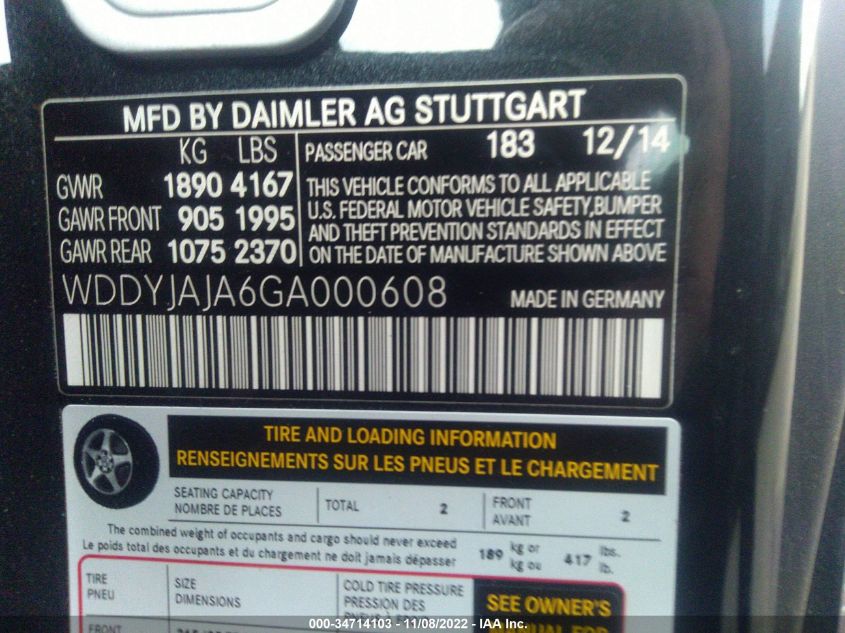 MFD BY DAIMLER AG STUTTGART
KG LBS
GVWR 1890 4167
GAWR FRONT 905 1995
GAWR REAR 1075 2370
PASSENGER CAR 183 12/14
THIS VEHICLE CONFORMS TO ALL APPLICABLE
U.S. FEDERAL MOTOR VEHICLE SAFETY,BUMPER
AND THEFT PREVENTION STANDARDS IN EFFECT
ON THE DATE OF MANUFACTURE SHOWN ABOVE
WDDYJAJA6GA000608 MADE IN GERMANY
TIRE AND LOADING INFORMATION
RENSEIGNEMENTS SUR LES PNEUS ET LE CHARGEMENT
SEATING CAPACITY
NOMBRE DE PLACES
TOTAL 2
FRONT
AVANT
2
The combined weight of occupants and cargo should never exceed
Le poids total des occupants et du chargement ne doit jamais dépasser
189 kg or
kg ou
417 lbs.
lb.
TIRE
PNEU
SIZE
DIMENSIONS
COLD TIRE PRESSURE
PRESSION DES
SEE OWNER'S
FRONT
000-34714103 - 11/08/2022 - IAA Inc.